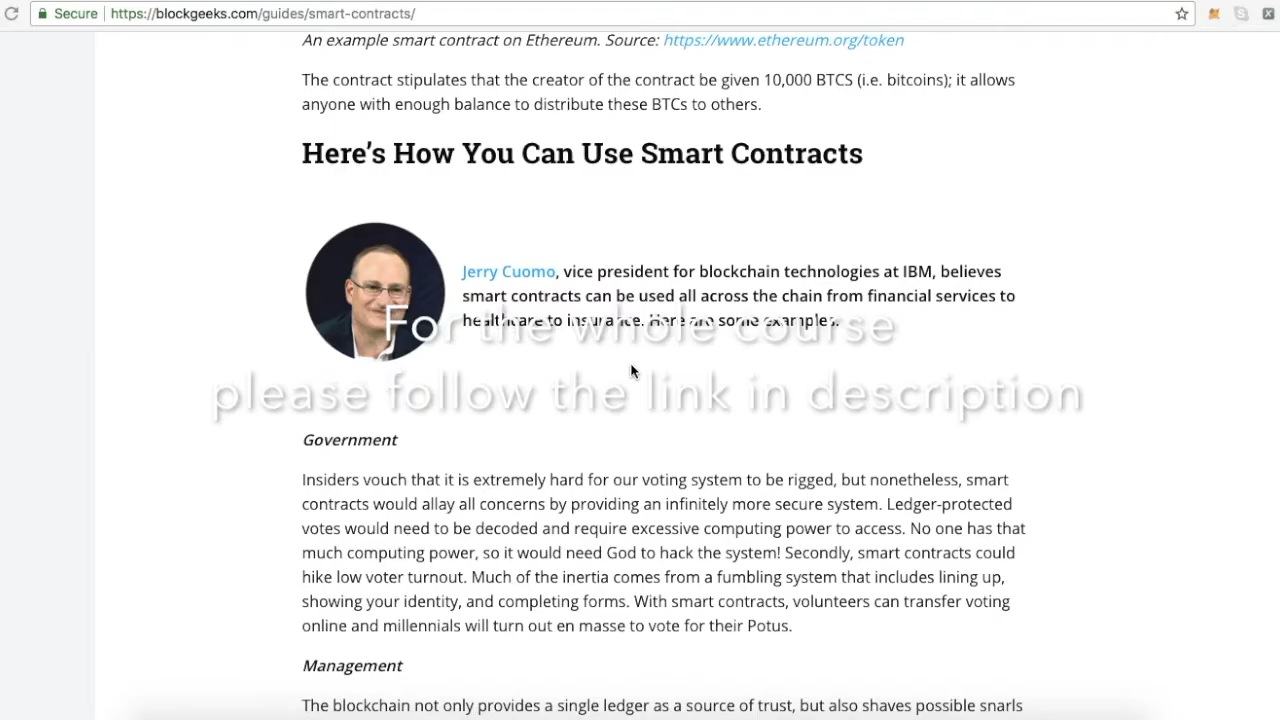 Secure https://blockgeeks.com/guides/smart-contracts/
An example smart contract on Ethereum. Source: https://www.ethereum.org/token
The contract stipulates that the creator of the contract be given 10,000 BTCS (i.e. bitcoins); it allows
anyone with enough balance to distribute these BTCs to others.
Here’s How You Can Use Smart Contracts
Jerry Cuomo, vice president for blockchain technologies at IBM, believes
smart contracts can be used all across the chain from financial services to
healthcare to insurance. Here are some examples.
For the whole course
please follow the link in description
Government
Insiders vouch that it is extremely hard for our voting system to be rigged, but nonetheless, smart
contracts would allay all concerns by providing an infinitely more secure system. Ledger-protected
votes would need to be decoded and require excessive computing power to access. No one has that
much computing power, so it would need God to hack the system! Secondly, smart contracts could
hike low voter turnout. Much of the inertia comes from a fumbling system that includes lining up,
showing your identity, and completing forms. With smart contracts, volunteers can transfer voting
online and millennials will turn out en masse to vote for their Potus.
Management
The blockchain not only provides a single ledger as a source of trust, but also shaves possible snarls